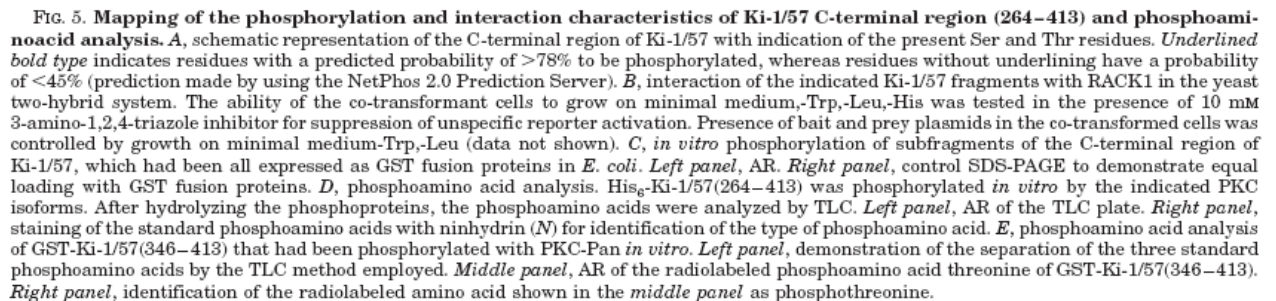 FIG. 5. Mapping of the phosphorylation and interaction characteristics of Ki-1/57 C-terminal region (264–413) and phosphoami-
noacid analysis. A, schematic representation of the C-terminal region of Ki-1/57 with indication of the present Ser and Thr residues. Underlined
bold type indicates residues with a predicted probability of >78% to be phosphorylated, whereas residues without underlining have a probability
of <45% (prediction made by using the NetPhos 2.0 Prediction Server). B, interaction of the indicated Ki-1/57 fragments with RACK1 in the yeast
two-hybrid system. The ability of the co-transformant cells to grow on minimal medium,-Trp,-Leu,-His was tested in the presence of 10 mM
3-amino-1,2,4-triazole inhibitor for suppression of unspecific reporter activation. Presence of bait and prey plasmids in the co-transformed cells was
controlled by growth on minimal medium-Trp,-Leu (data not shown). C, in vitro phosphorylation of subfragments of the C-terminal region of
Ki-1/57, which had been all expressed as GST fusion proteins in E. coli. Left panel, AR. Right panel, control SDS-PAGE to demonstrate equal
loading with GST fusion proteins. D, phosphoamino acid analysis. His₆-Ki-1/57(264–413) was phosphorylated in vitro by the indicated PKC
isoforms. After hydrolyzing the phosphoproteins, the phosphoamino acids were analyzed by TLC. Left panel, AR of the TLC plate. Right panel,
staining of the standard phosphoamino acids with ninhydrin (N) for identification of the type of phosphoamino acid. E, phosphoamino acid analysis
of GST-Ki-1/57(346–413) that had been phosphorylated with PKC-Pan in vitro. Left panel, demonstration of the separation of the three standard
phosphoamino acids by the TLC method employed. Middle panel, AR of the radiolabeled phosphoamino acid threonine of GST-Ki-1/57(346–413).
Right panel, identification of the radiolabeled amino acid shown in the middle panel as phosphothreonine.